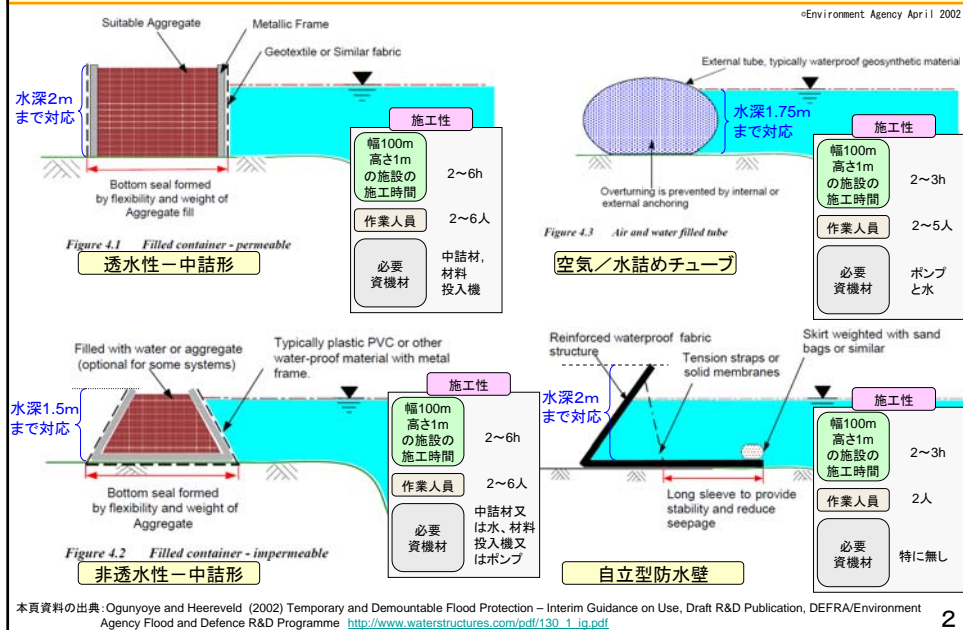 ©Environment Agency April 2002
Suitable Aggregate
Metallic Frame
Geotextile or Similar fabric
水深2m
まで対応
Bottom seal formed
by flexibility and weight of
Aggregate fill
Figure 4.1 Filled container - permeable
透水性－中詰形
施工性
幅100m
高さ1m
の施設の
施工時間
2～6h
作業人員
2～6人
必要
資機材
中詰材,
材料
投入機
External tube, typically waterproof geosynthetic material
水深1.75m
まで対応
Overturning is prevented by internal or
external anchoring
Figure 4.3 Air and water filled tube
空気／水詰めチューブ
施工性
幅100m
高さ1m
の施設の
施工時間
2～3h
作業人員
2～5人
必要
資機材
ポンプ
と水
Filled with water or aggregate
(optional for some systems)
Typically plastic PVC or other
water-proof material with metal
frame.
水深1.5m
まで対応
Bottom seal formed
by flexibility and weight of
Aggregate
Figure 4.2 Filled container - impermeable
非透水性－中詰形
施工性
幅100m
高さ1m
の施設の
施工時間
2～6h
作業人員
2～6人
必要
資機材
中詰材又
は水、材料
投入機又
はポンプ
Reinforced waterproof fabric
structure
Tension straps or
solid membranes
Skirt weighted with sand
bags or similar
水深2m
まで対応
Long sleeve to provide
stability and reduce
seepage
自立型防水壁
施工性
幅100m
高さ1m
の施設の
施工時間
2～3h
作業人員
2人
必要
資機材
特に無し
本頁資料の出典:Ogunyoye and Heereveld (2002) Temporary and Demountable Flood Protection – Interim Guidance on Use, Draft R&D Publication, DEFRA/Environment
Agency Flood and Defence R&D Programme http://www.waterstructures.com/pdf/130_1_ig.pdf
2